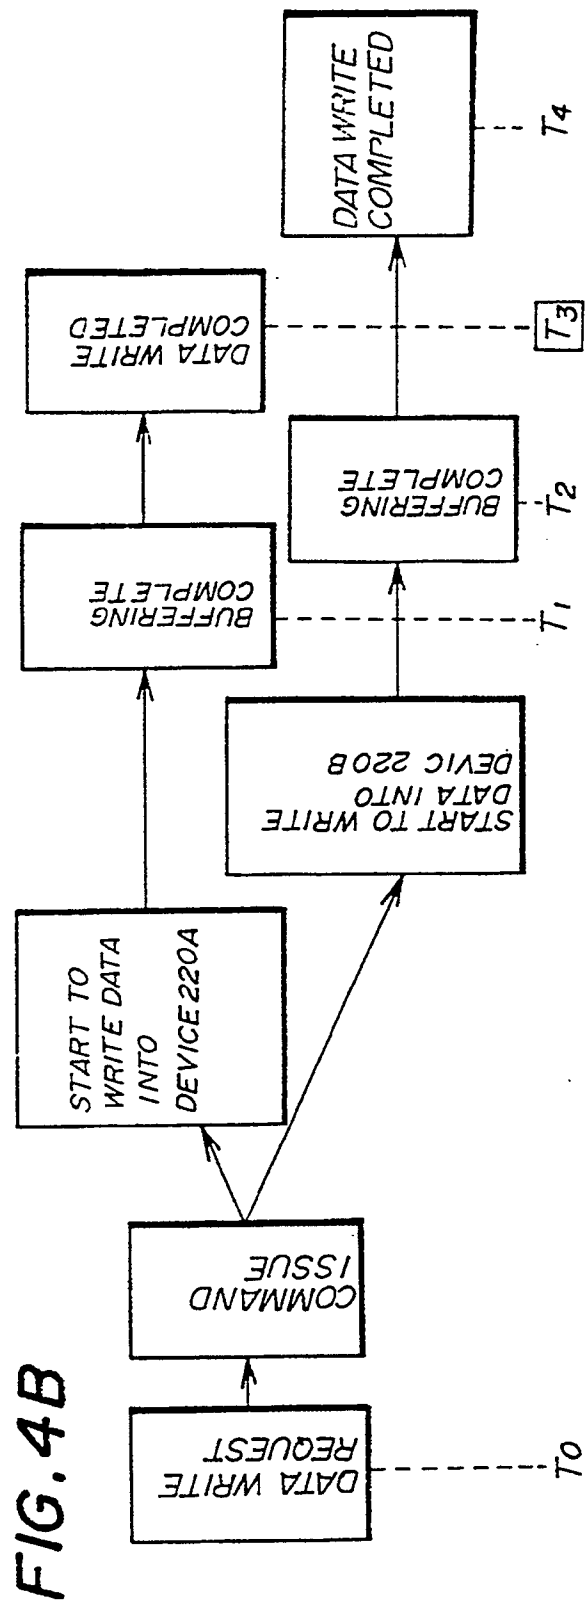 FIG. 4B
DATA WRITE
REQUEST
COMMAND
ISSUE
START TO
WRITE DATA
INTO
DEVICE 220A
START TO WRITE
DATA INTO
DEVIC 220B
BUFFERING
COMPLETE
BUFFERING
COMPLETE
DATA WRITE
COMPLETED
DATA WRITE
COMPLETED
T0
T1
T2
T3
T4